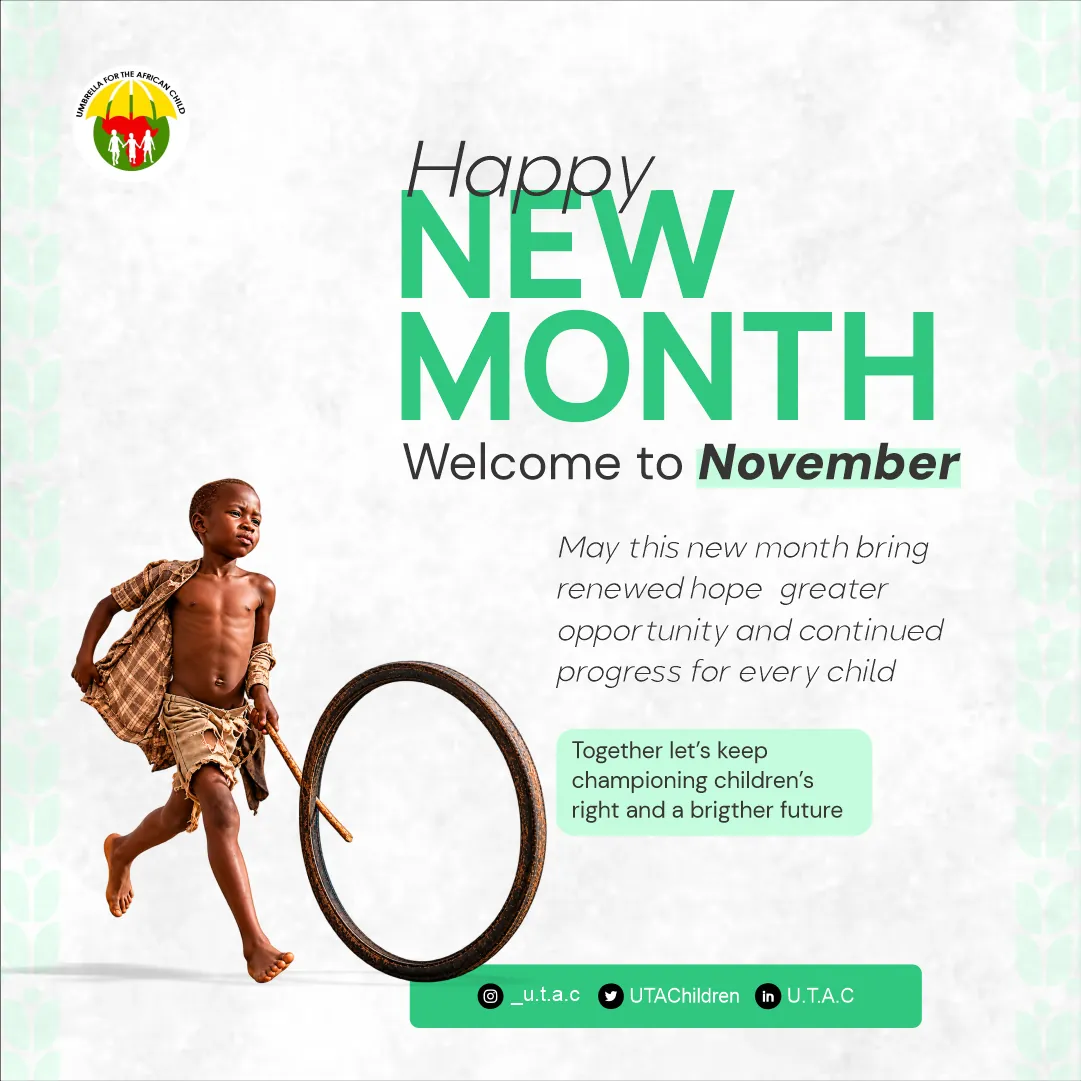 UMBRELLA FOR THE AFRICAN CHILD
Happy
NEW
MONTH
Welcome to November
May this new month bring
renewed hope greater
opportunity and continued
progress for every child
Together let's keep
championing children's
right and a brigther future
_u.t.a.c UTAChildren U.T.A.C